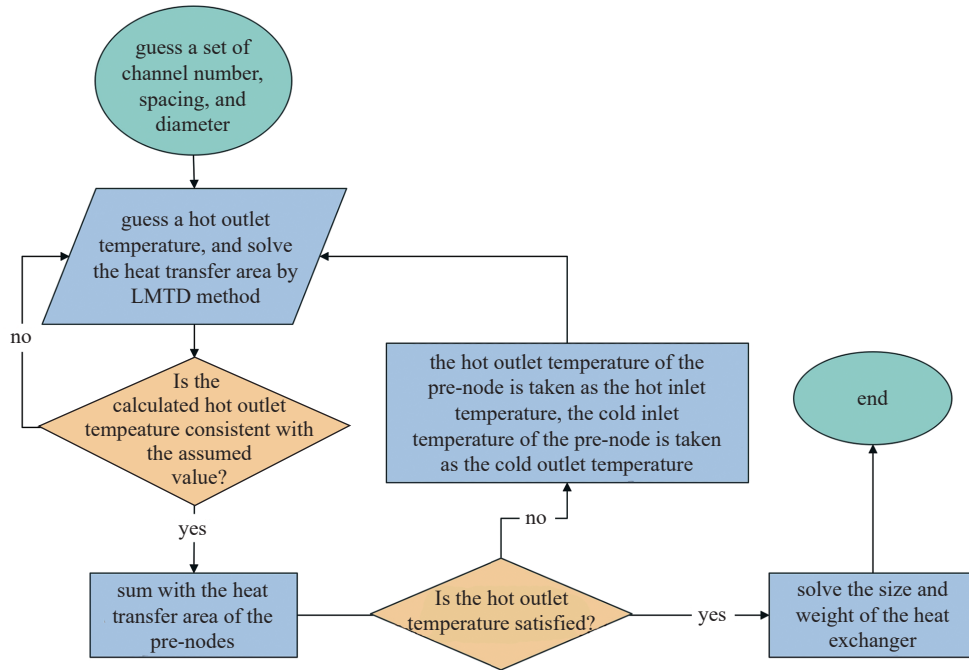 guess a set of
channel number,
spacing, and
diameter
guess a hot outlet
temperature, and solve
the heat transfer area by
LMTD method
no
Is the
calculated hot outlet
tempeature consistent with
the assumed
value?
yes
sum with the heat
transfer area of the
pre-nodes
Is the hot outlet
temperature satisfied?
no
the hot outlet temperature of the
pre-node is taken as the hot inlet
temperature, the cold inlet
temperature of the pre-node is taken
as the cold outlet temperature
yes
solve the size and
weight of the heat
exchanger
end